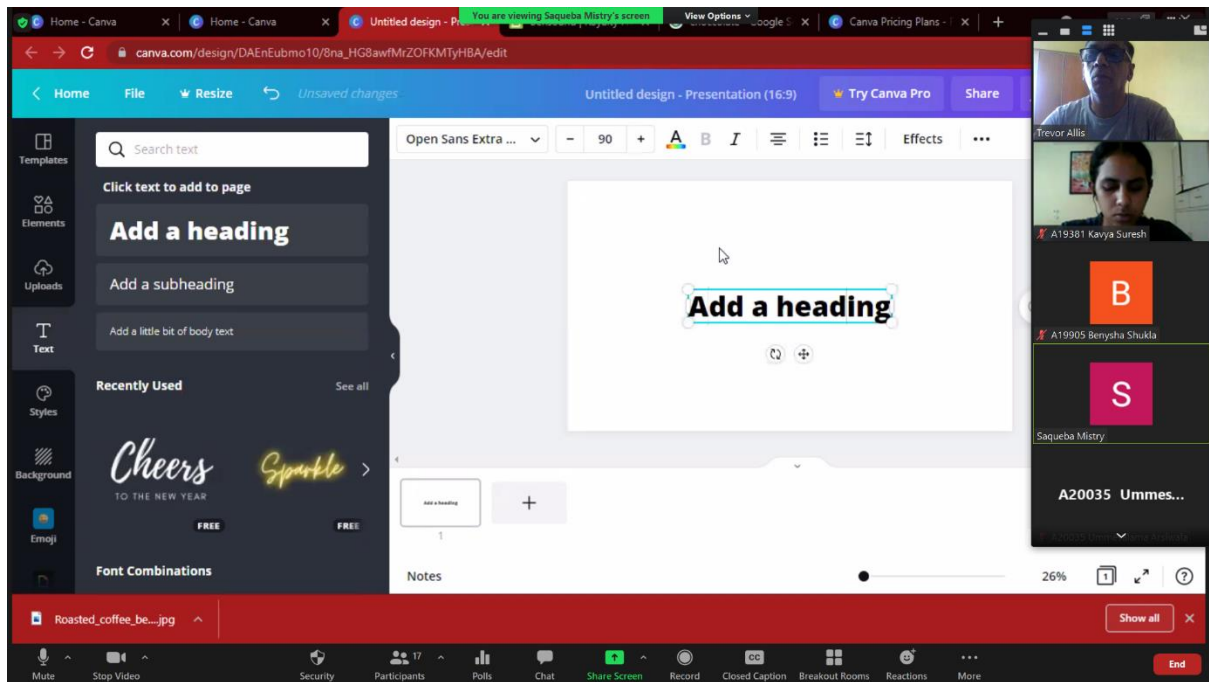 Home - Canva
Home - Canva
Untitled design - Pr
You are viewing Saqueba Mistry's screen
View Options
oogle S
Canva Pricing Plans -
canva.com/design/DAEnEubmo10/8na_HG8awfMrZOFKMTyHBA/edit
Home File Resize Unsaved changes Untitled design - Presentation (16:9) Try Canva Pro Share
Templates
Elements
Uploads
Text
Styles
Background
Emoji
Search text
Click text to add to page
Add a heading
Add a subheading
Add a little bit of body text
Recently Used See all
Cheers
TO THE NEW YEAR
FREE
Sparkle
FREE
Font Combinations
Open Sans Extra ... - 90 + A B I Effects
Add a heading
Add a heading
1
Notes 26% 1 ?
Trevor Allis
A19381 Kavya Suresh
B
A19905 Benysha Shukla
S
Saqueba Mistry
A20035 Ummes...
Roasted_coffee_be....jpg Show all
Mute Stop Video Security Participants 17 Polls Chat Share Screen Record CC Closed Caption Breakout Rooms Reactions More End